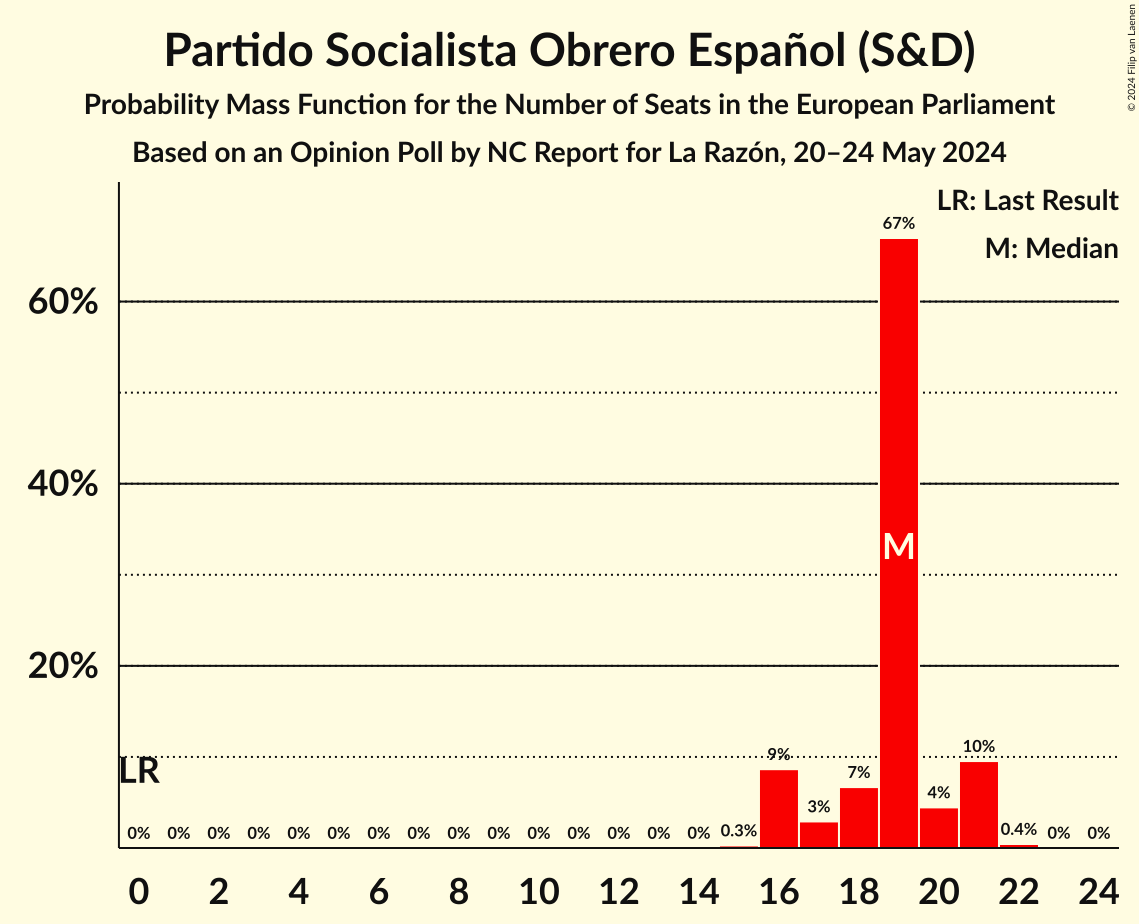 Partido Socialista Obrero Español (S&D)
Probability Mass Function for the Number of Seats in the European Parliament
Based on an Opinion Poll by NC Report for La Razón, 20–24 May 2024
© 2024 Filip van Laenen
LR: Last Result
M: Median
67%
60%
40%
M
20%
LR
9%
10%
7%
3%
4%
0% 0% 0% 0% 0% 0% 0% 0% 0% 0% 0% 0% 0% 0% 0% 0.3% 0.4% 0% 0%
0 2 4 6 8 10 12 14 16 18 20 22 24